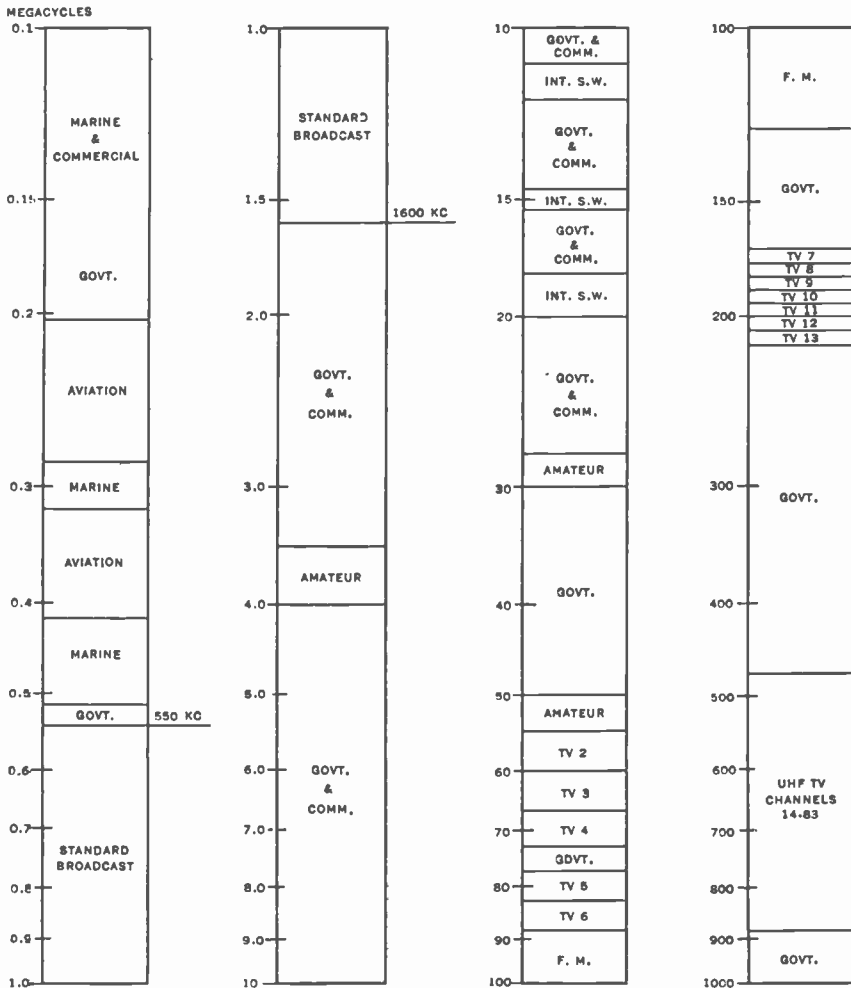 MEGACYCLES
0.1
MARINE
&
COMMERCIAL
0.15
GOVT.
0.2
AVIATION
0.3
MARINE
AVIATION
0.4
MARINE
0.5
GOVT.
550 KC
0.6
0.7
STANDARD
BROADCAST
0.8
0.9
1.0
1.0
STANDARD
BROADCAST
1.5
1600 KC
2.0
GOVT.
&
COMM.
3.0
AMATEUR
4.0
5.0
6.0
GOVT.
&
COMM.
7.0
8.0
9.0
10
10
GOVT. &
COMM.
INT. S.W.
GOVT.
&
COMM.
15
INT. S.W.
GOVT.
&
COMM.
INT. S.W.
20
GOVT.
&
COMM.
AMATEUR
30
GOVT.
40
50
AMATEUR
TV 2
60
TV 3
70
TV 4
GOVT.
80
TV 5
TV 6
90
F. M.
100
100
F. M.
GOVT.
150
TV 7
TV 8
TV 9
TV 10
TV 11
200
TV 12
TV 13
300
GOVT.
400
500
600
UHF TV
CHANNELS
14-83
700
800
900
GOVT.
1000